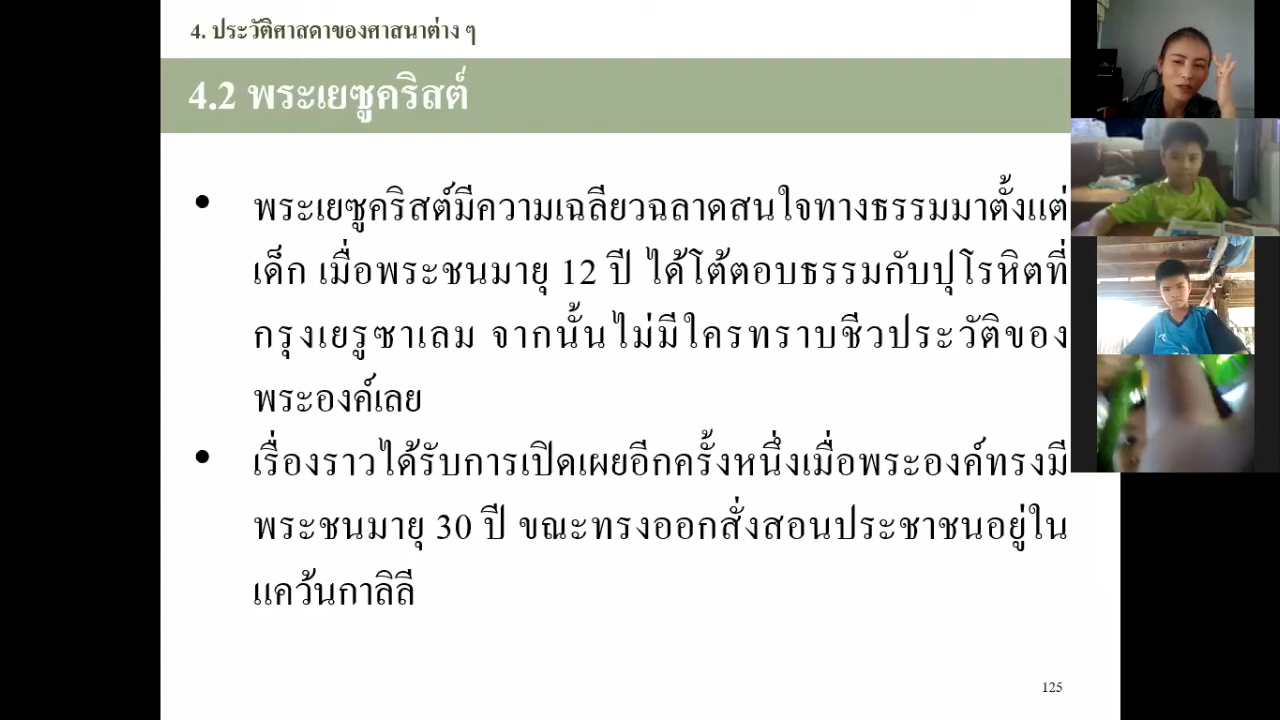 4. ประวัติศาสดาของศาสนาต่าง ๆ
4.2 พระเยซูคริสต์
• พระเยซูคริสต์มีความเฉลียวฉลาดสนใจทางธรรมมาตั้งแต่
เด็ก เมื่อพระชนมายุ 12 ปี ได้โต้ตอบธรรมกับปุโรหิตที่
กรุงเยรูซาเลม จากนั้นไม่มีใครทราบชีวประวัติของ
พระองค์เลย
• เรื่องราวได้รับการเปิดเผยอีกครั้งหนึ่งเมื่อพระองค์ทรงมี
พระชนมายุ 30 ปี ขณะทรงออกสั่งสอนประชาชนอยู่ใน
แคว้นกาลิลี
125